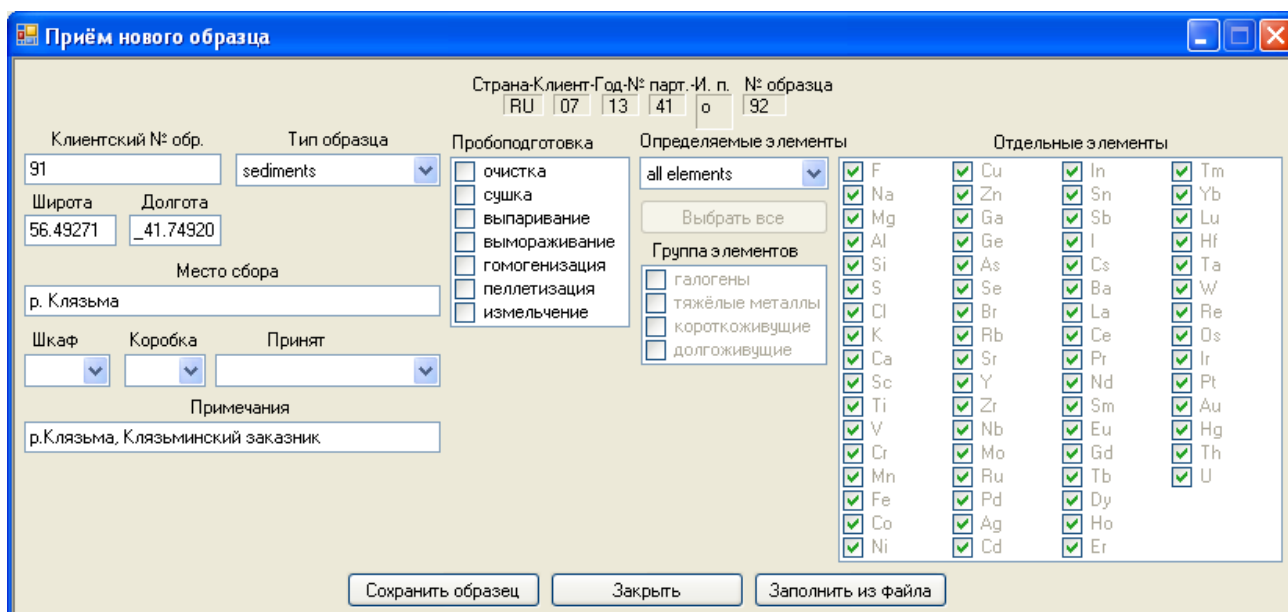 Приём нового образца
Страна-Клиент-Год-№ парт.-И. п. № образца
RU 07 13 41 о 92
Клиентский № обр. Тип образца
91 sediments
Широта Долгота
56.49271 _41.74920
Место сбора
р. Клязьма
Шкаф Коробка Принят
Примечания
р.Клязьма, Клязьминский заказник
Пробоподготовка
очистка
сушка
выпаривание
вымораживание
гомогенизация
пеллетизация
измельчение
Определяемые элементы
all elements
Выбрать все
Группа элементов
галогены
тяжёлые металлы
короткоживущие
долгоживущие
Отдельные элементы
F Cu In Tm
Na Zn Sn Yb
Mg Ga Sb Lu
Al Ge I Hf
Si As Cs Ta
S Se Ba W
Cl Br La Re
K Rb Ce Os
Ca Sr Pr Ir
Sc Y Nd Pt
Ti Zr Sm Au
V Nb Eu Hg
Cr Mo Gd Th
Mn Ru Tb U
Fe Pd Dy
Co Ag Ho
Ni Cd Er
Сохранить образец Закрыть Заполнить из файла